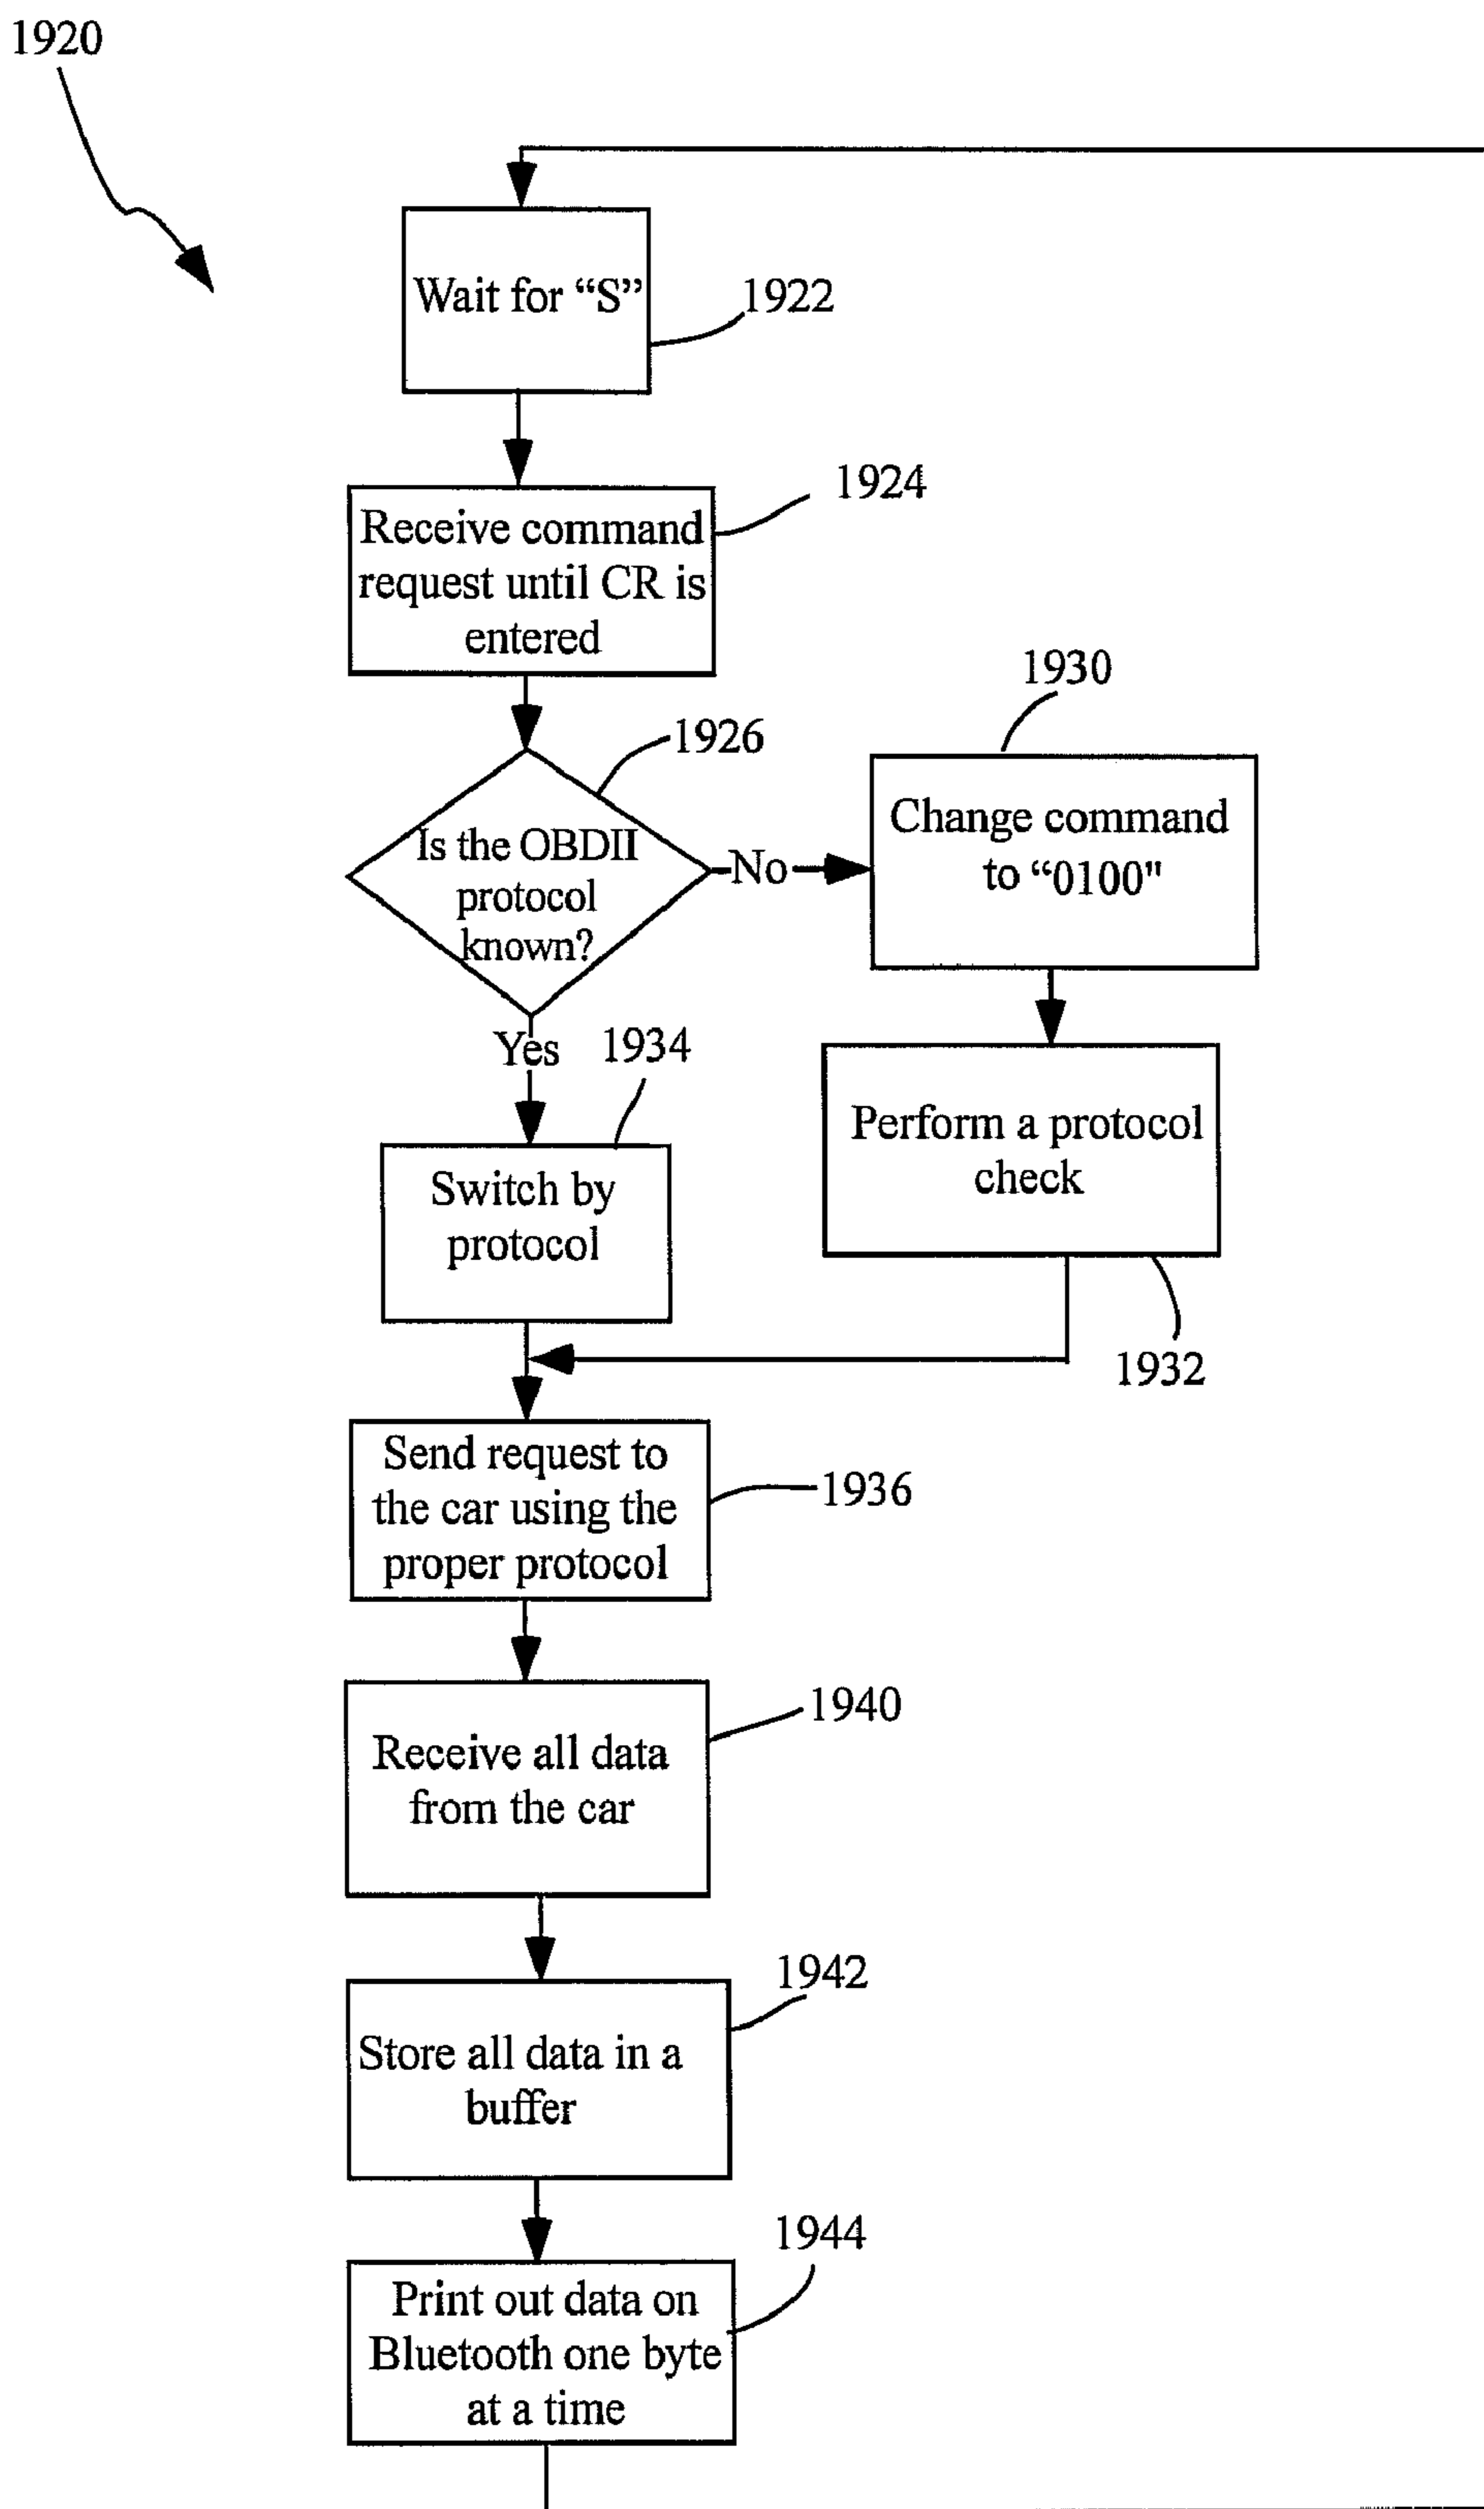 1920
Wait for “S”
1922
1924
Receive command
request until CR is
entered
1926
Is the OBDII
protocol
known?
No
1930
Change command
to “0100"
Yes
1934
Switch by
protocol
Perform a protocol
check
1932
Send request to
the car using the
proper protocol
1936
1940
Receive all data
from the car
1942
Store all data in a
buffer
1944
Print out data on
Bluetooth one byte
at a time